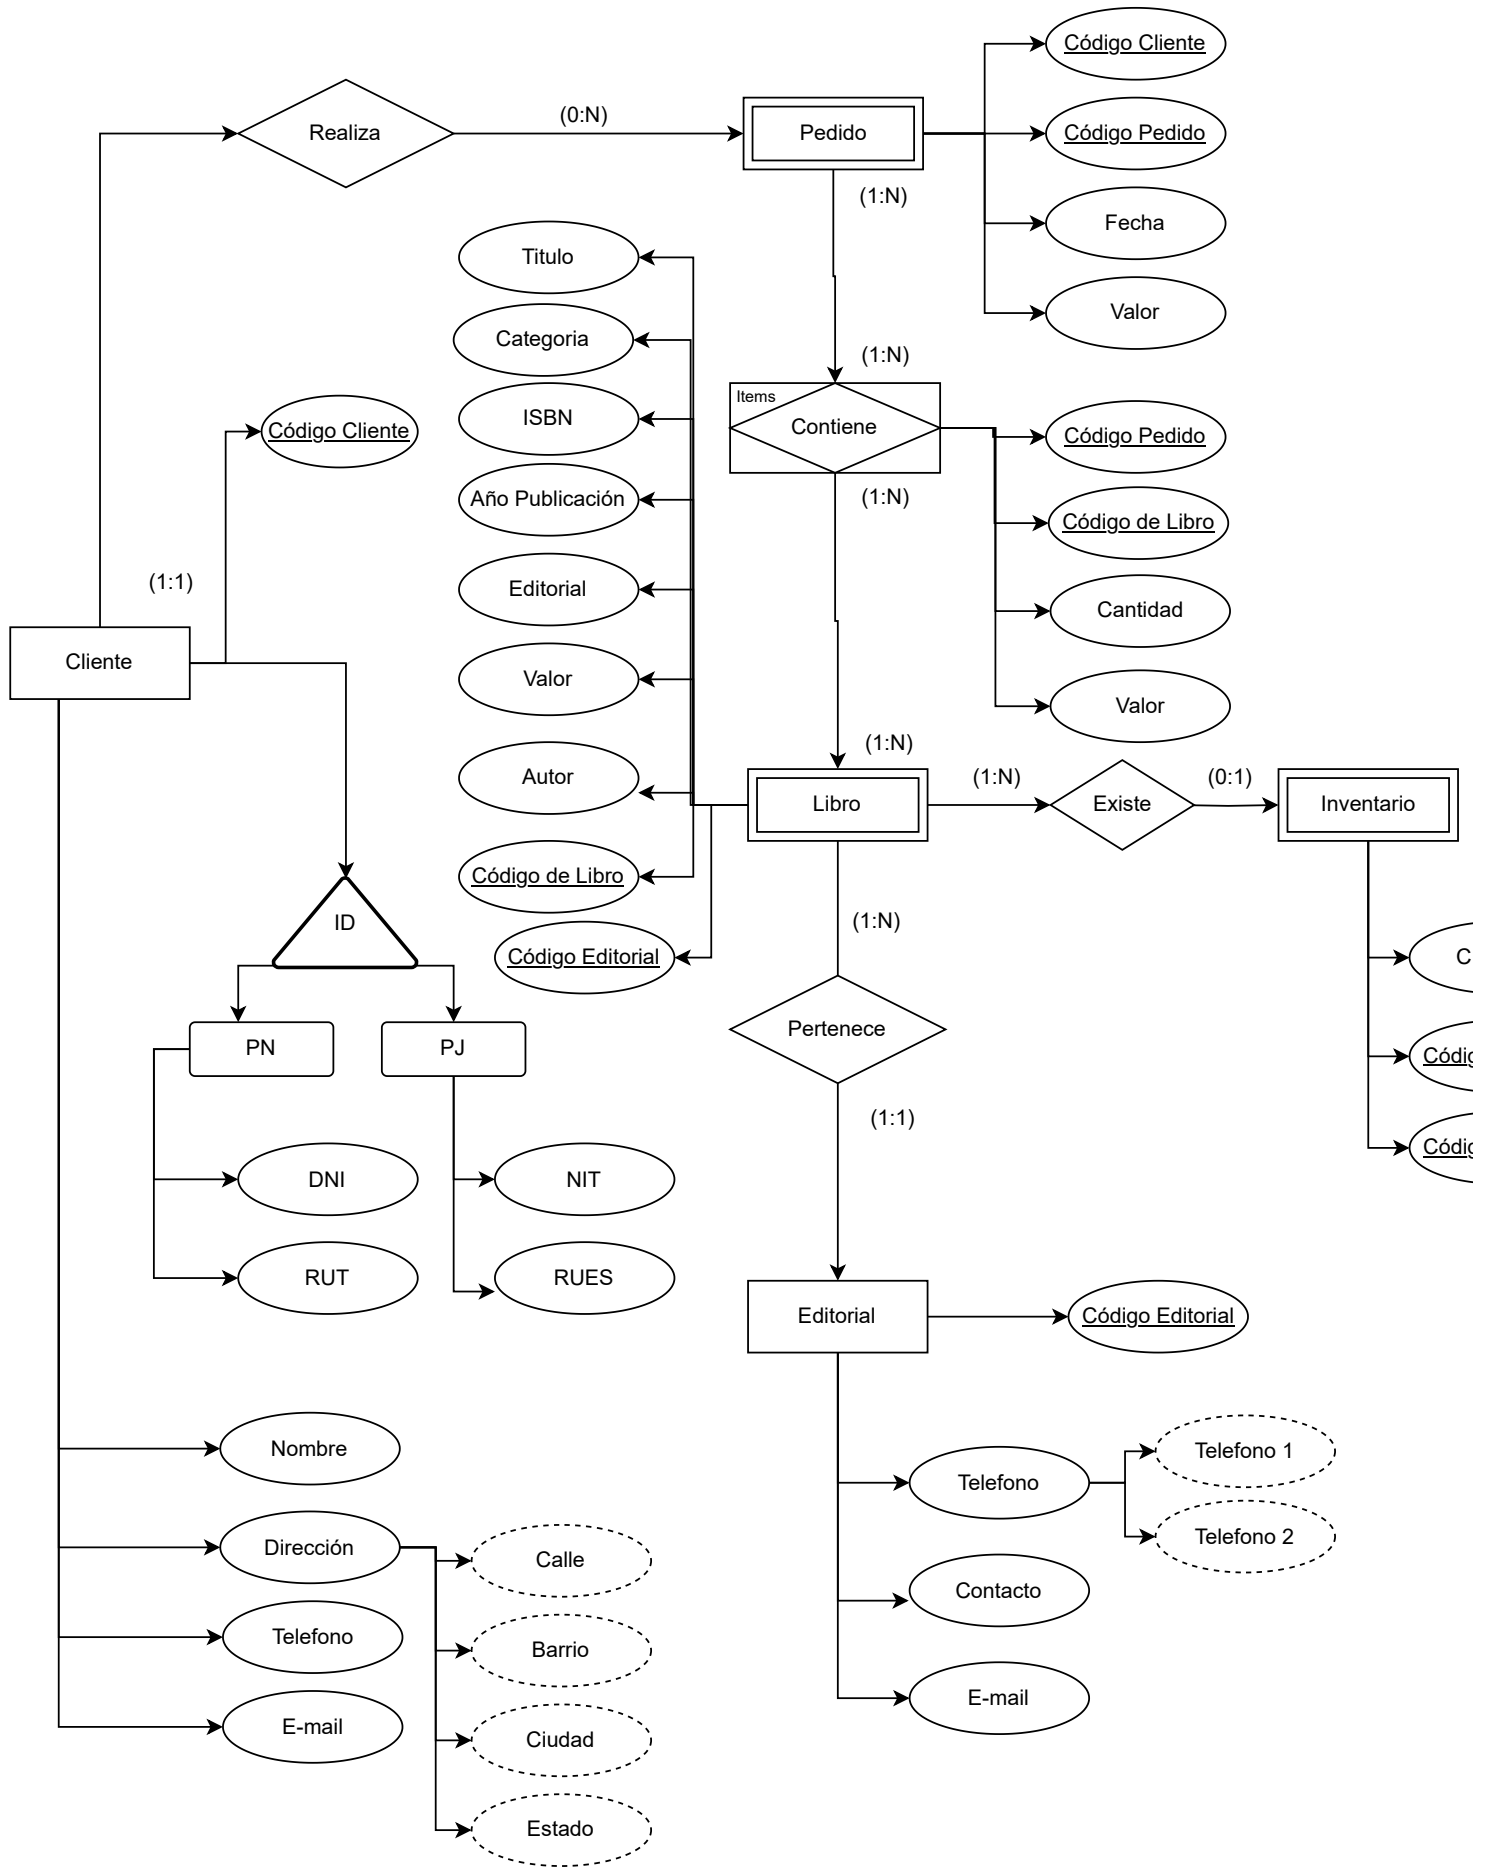 Código Cliente
Realiza
(0:N)
Pedido
Código Pedido
(1:N)
Fecha
Titulo
Valor
Categoria
(1:N)
Items
Contiene
ISBN
Código Cliente
Código Pedido
Año Publicación
(1:N)
Código de Libro
(1:1)
Editorial
Cantidad
Cliente
Valor
Valor
(1:N)
Autor
Libro
(1:N)
Existe
(0:1)
Inventario
Código de Libro
ID
(1:N)
Código Editorial
PN
PJ
Pertenece
(1:1)
DNI
NIT
RUT
RUES
Editorial
Código Editorial
Nombre
Telefono
Telefono 1
Telefono 2
Dirección
Calle
Contacto
Telefono
Barrio
E-mail
E-mail
Ciudad
Estado